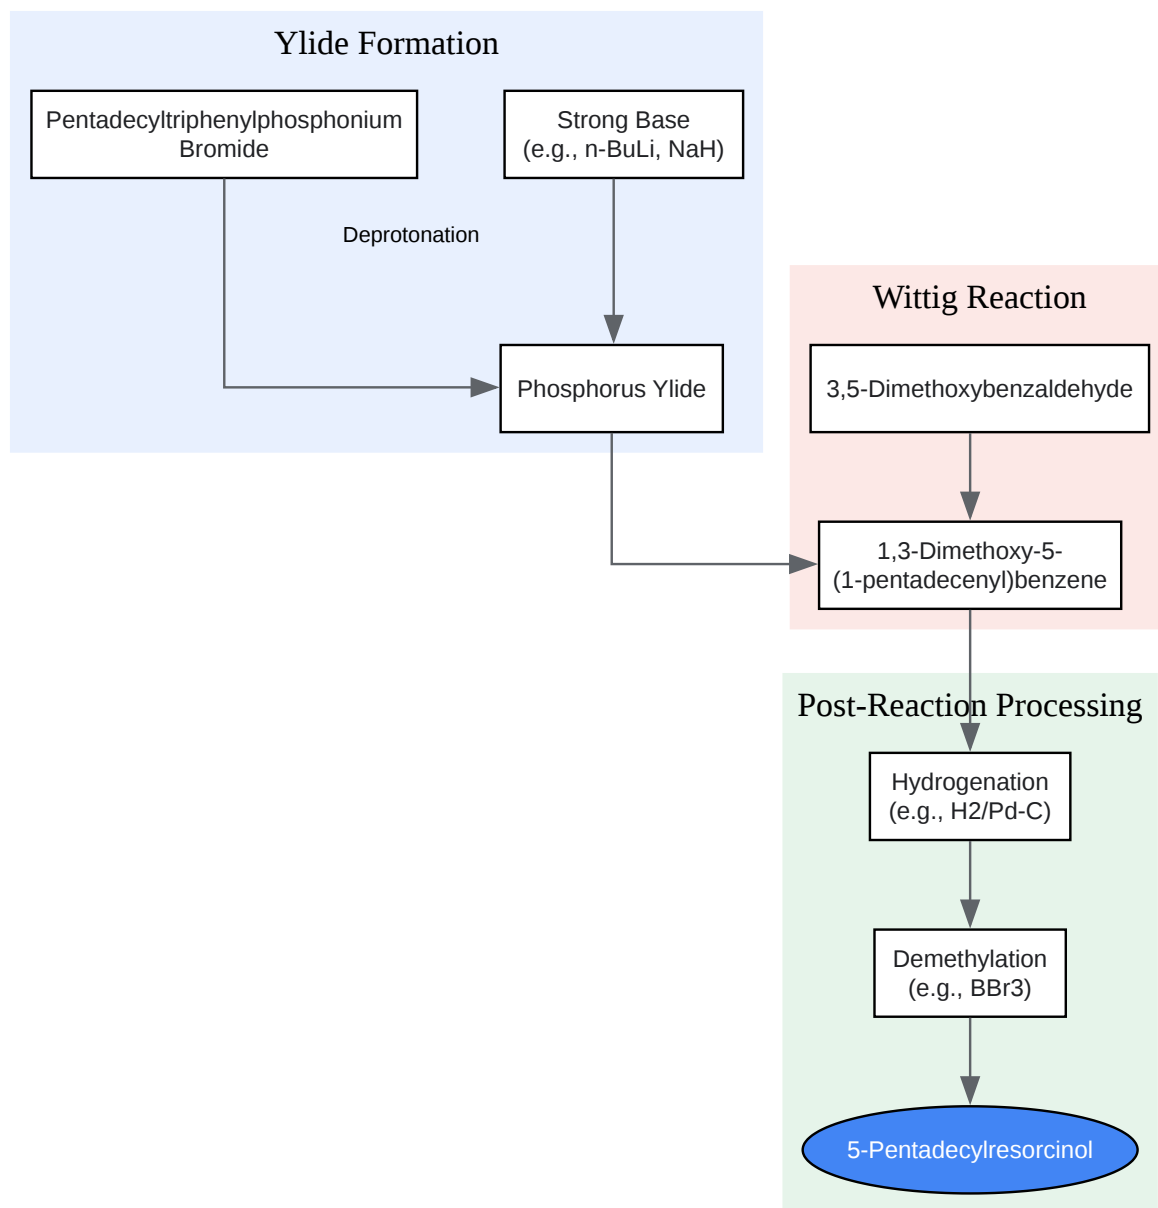 Ylide Formation
Pentadecyltriphenylphosphonium
Bromide
Strong Base
(e.g., n-BuLi, NaH)
Deprotonation
Phosphorus Ylide
Wittig Reaction
3,5-Dimethoxybenzaldehyde
1,3-Dimethoxy-5-
(1-pentadecenyl)benzene
Post-Reaction Processing
Hydrogenation
(e.g., H2/Pd-C)
Demethylation
(e.g., BBr3)
5-Pentadecylresorcinol